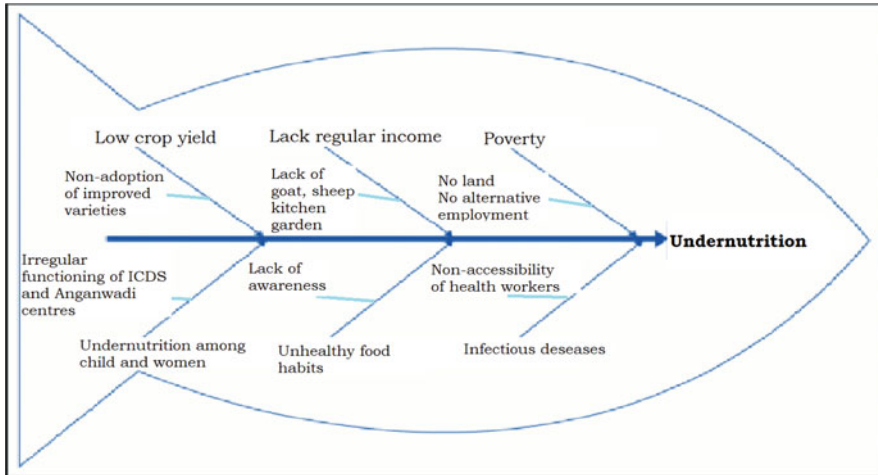 Low crop yield
Lack regular income
Poverty
Non-adoption
of improved
varieties
Lack of
goat, sheep
kitchen
garden
No land
No alternative
employment
Undernutrition
Irregular
functioning of ICDS
and Anganwadi
centres
Lack of
awareness
Non-accessibility
of health workers
Undernutrition among
child and women
Unhealthy food
habits
Infectious deseases